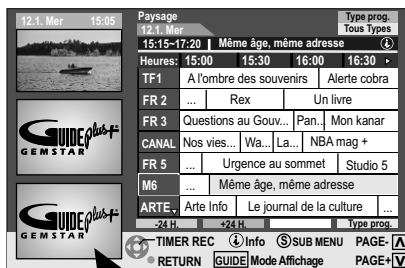 12.1. Mer 15:05
Paysage Type prog.
12.1. Mer Tous Types
15:15~17:20 Même âge, même adresse i
Heures: 15:00 15:30 16:00 16:30
TF1 A l'ombre des souvenirs Alerte cobra
FR 2 ... Rex Un livre
FR 3 Questions au Gouv... Pan.. Mon kanar
CANAL Nos vies... Wa.. La... NBA mag +
FR 5 ... Urgence au sommet Studio 5
M6 ... Même âge, même adresse
ARTE Arte Info Le journal de la culture ...
-24 H. +24 H. Type prog.
TIMER REC i Info S SUB MENU PAGE- ∧
RETURN GUIDE Mode Affichage PAGE+ ∨
GUIDE Plus+
GEMSTAR
GUIDE Plus+
GEMSTAR